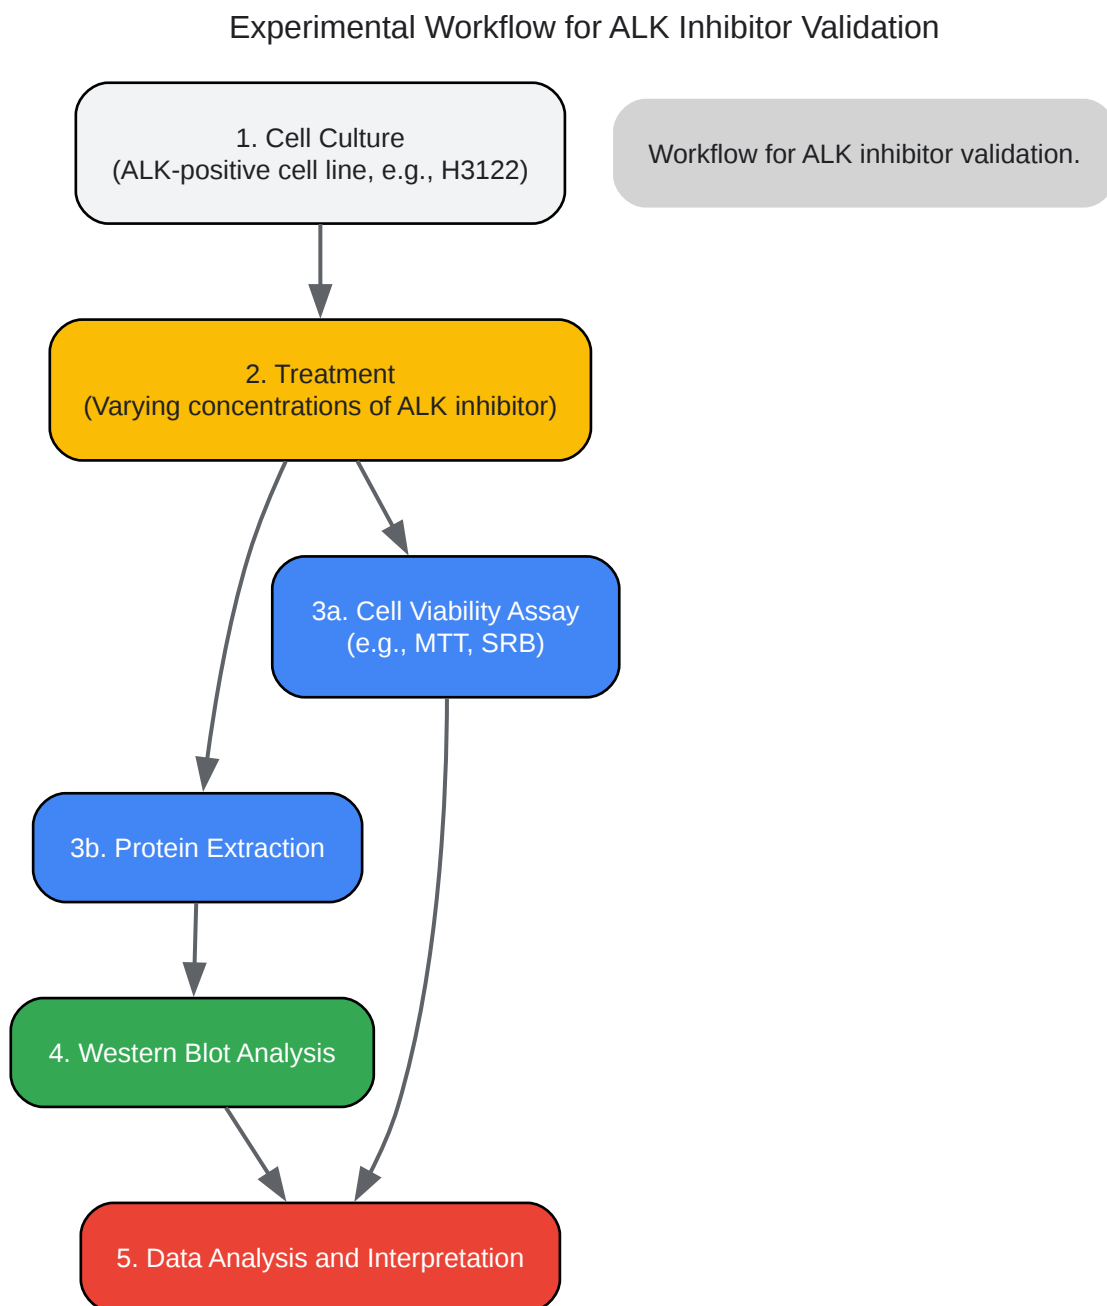 Experimental Workflow for ALK Inhibitor Validation
1. Cell Culture
(ALK-positive cell line, e.g., H3122)
Workflow for ALK inhibitor validation.
2. Treatment
(Varying concentrations of ALK inhibitor)
3a. Cell Viability Assay
(e.g., MTT, SRB)
3b. Protein Extraction
4. Western Blot Analysis
5. Data Analysis and Interpretation